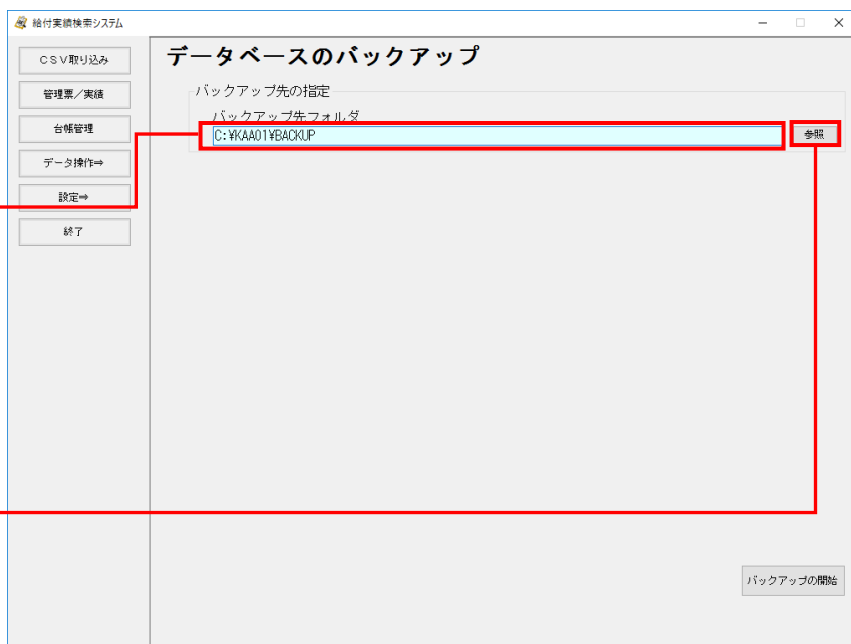 給付実績検索システム
CSV取り込み
管理票／実績
台帳管理
データ操作⇒
設定⇒
終了
データベースのバックアップ
バックアップ先の指定
バックアップ先フォルダ
C:¥KAA01¥BACKUP
参照
バックアップの開始